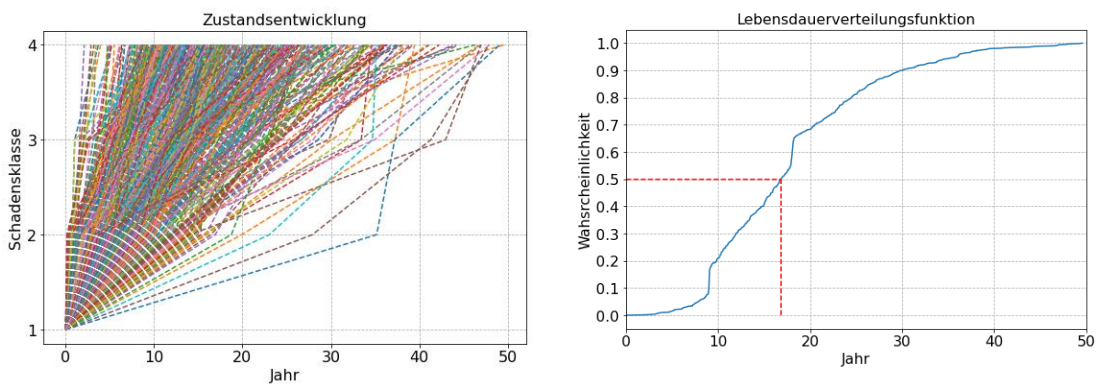 Zustandsentwicklung
4
3
2
1
Schadensklasse
0 10 20 30 40 50
Jahr
Lebensdauerverteilungsfunktion
1.0
0.9
0.8
0.7
0.6
0.5
0.4
0.3
0.2
0.1
0.0
Wahsrcheinlichkeit
0 10 20 30 40 50
Jahr